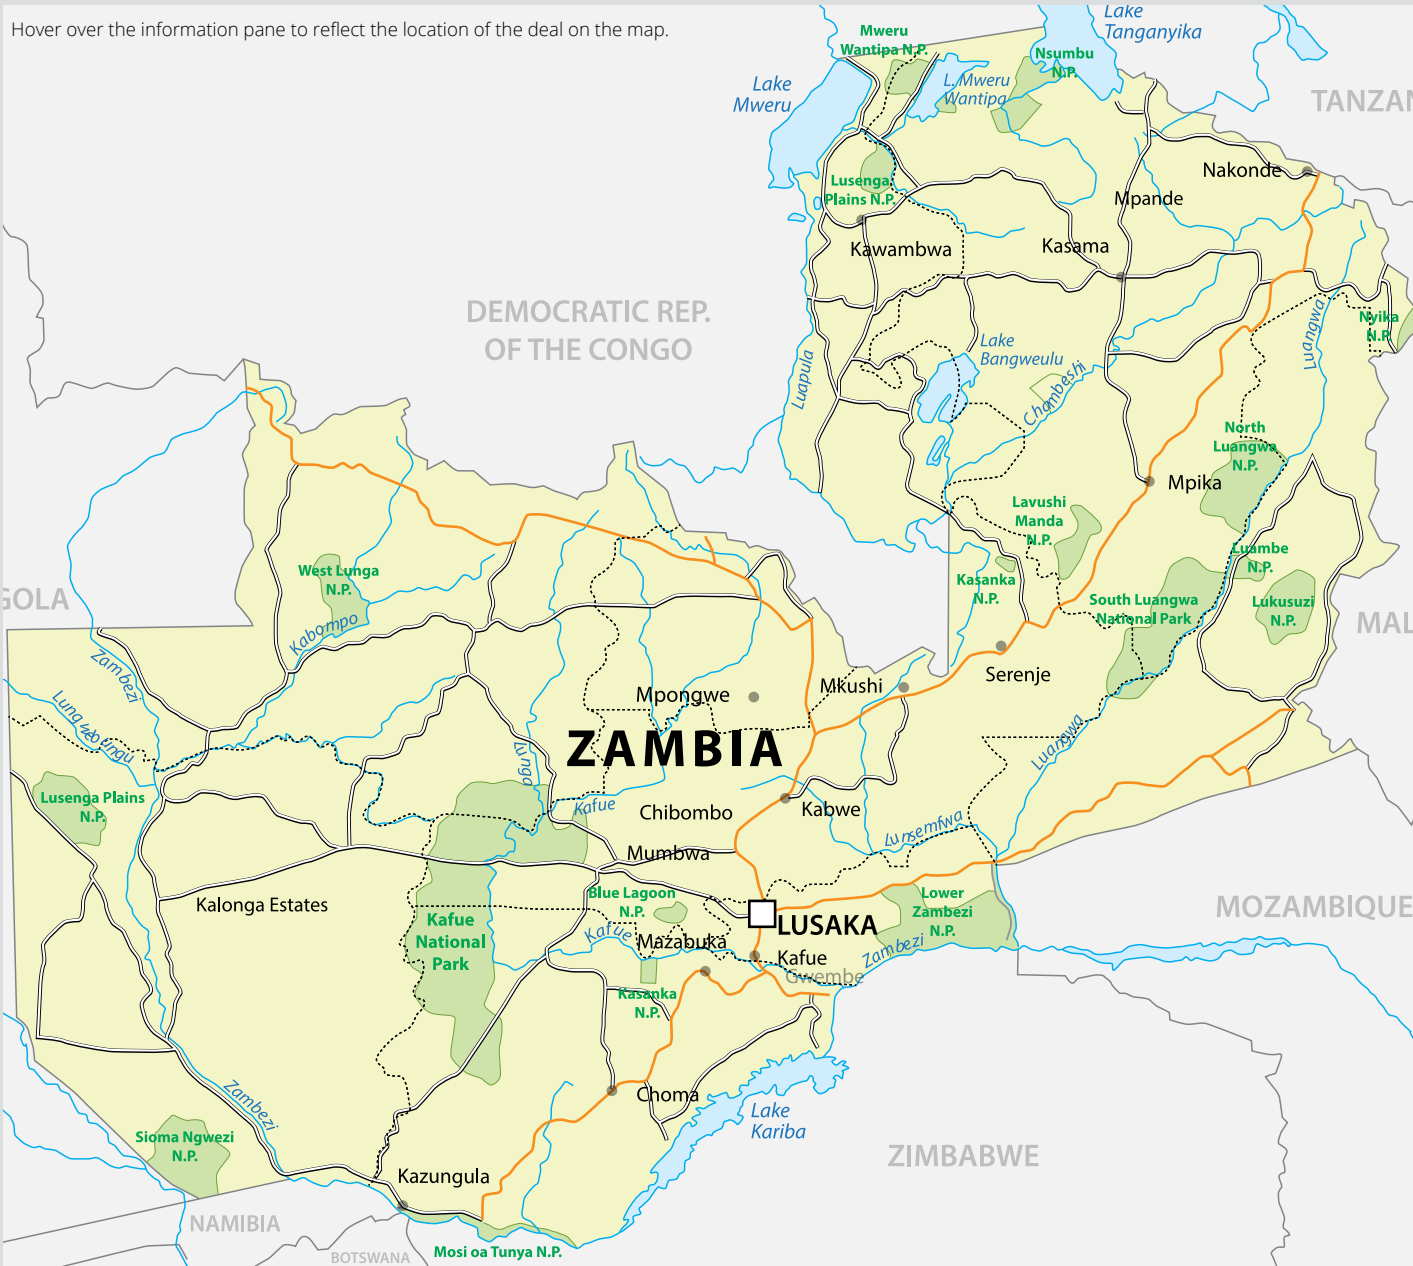 Hover over the information pane to reflect the location of the deal on the map.
Lake
Tanganyika
Mweru
Wantipa N.P.
Nsumbu
N.P.
Lake
Mweru
L. Mweru
Wantipa
TANZAN
Nakonde
Lusenga
Plains N.P.
Mpande
Kawambwa
Kasama
DEMOCRATIC REP.
OF THE CONGO
Nyika
N.P.
Luangwa
Lake
Bangweulu
Luapula
Chambeshi
North
Luangwa
N.P.
Mpika
Lavushi
Manda
N.P.
Luambe
N.P.
West Lunga
N.P.
Kasanka
N.P.
GOLA
South Luangwa
National Park
Lukusuzi
N.P.
MAL
Kabompo
Zambezi
Serenje
Mkushi
Mpongwe
Lungwebungu
Luangwa
ZAMBIA
Lunga
Lusenga Plains
N.P.
Kafue
Chibombo
Kabwe
Lunsemfwa
Mumbwa
Kalonga Estates
Blue Lagoon
N.P.
Lower
Zambezi
N.P.
MOZAMBIQUE
Kafue
National
Park
LUSAKA
Kafue
Mazabuka
Kafue
Zambezi
Gwembe
Kasanka
N.P.
Choma
Zambezi
Lake
Kariba
Sioma Ngwezi
N.P.
ZIMBABWE
Kazungula
NAMIBIA
BOTSWANA
Mosi oa Tunya N.P.